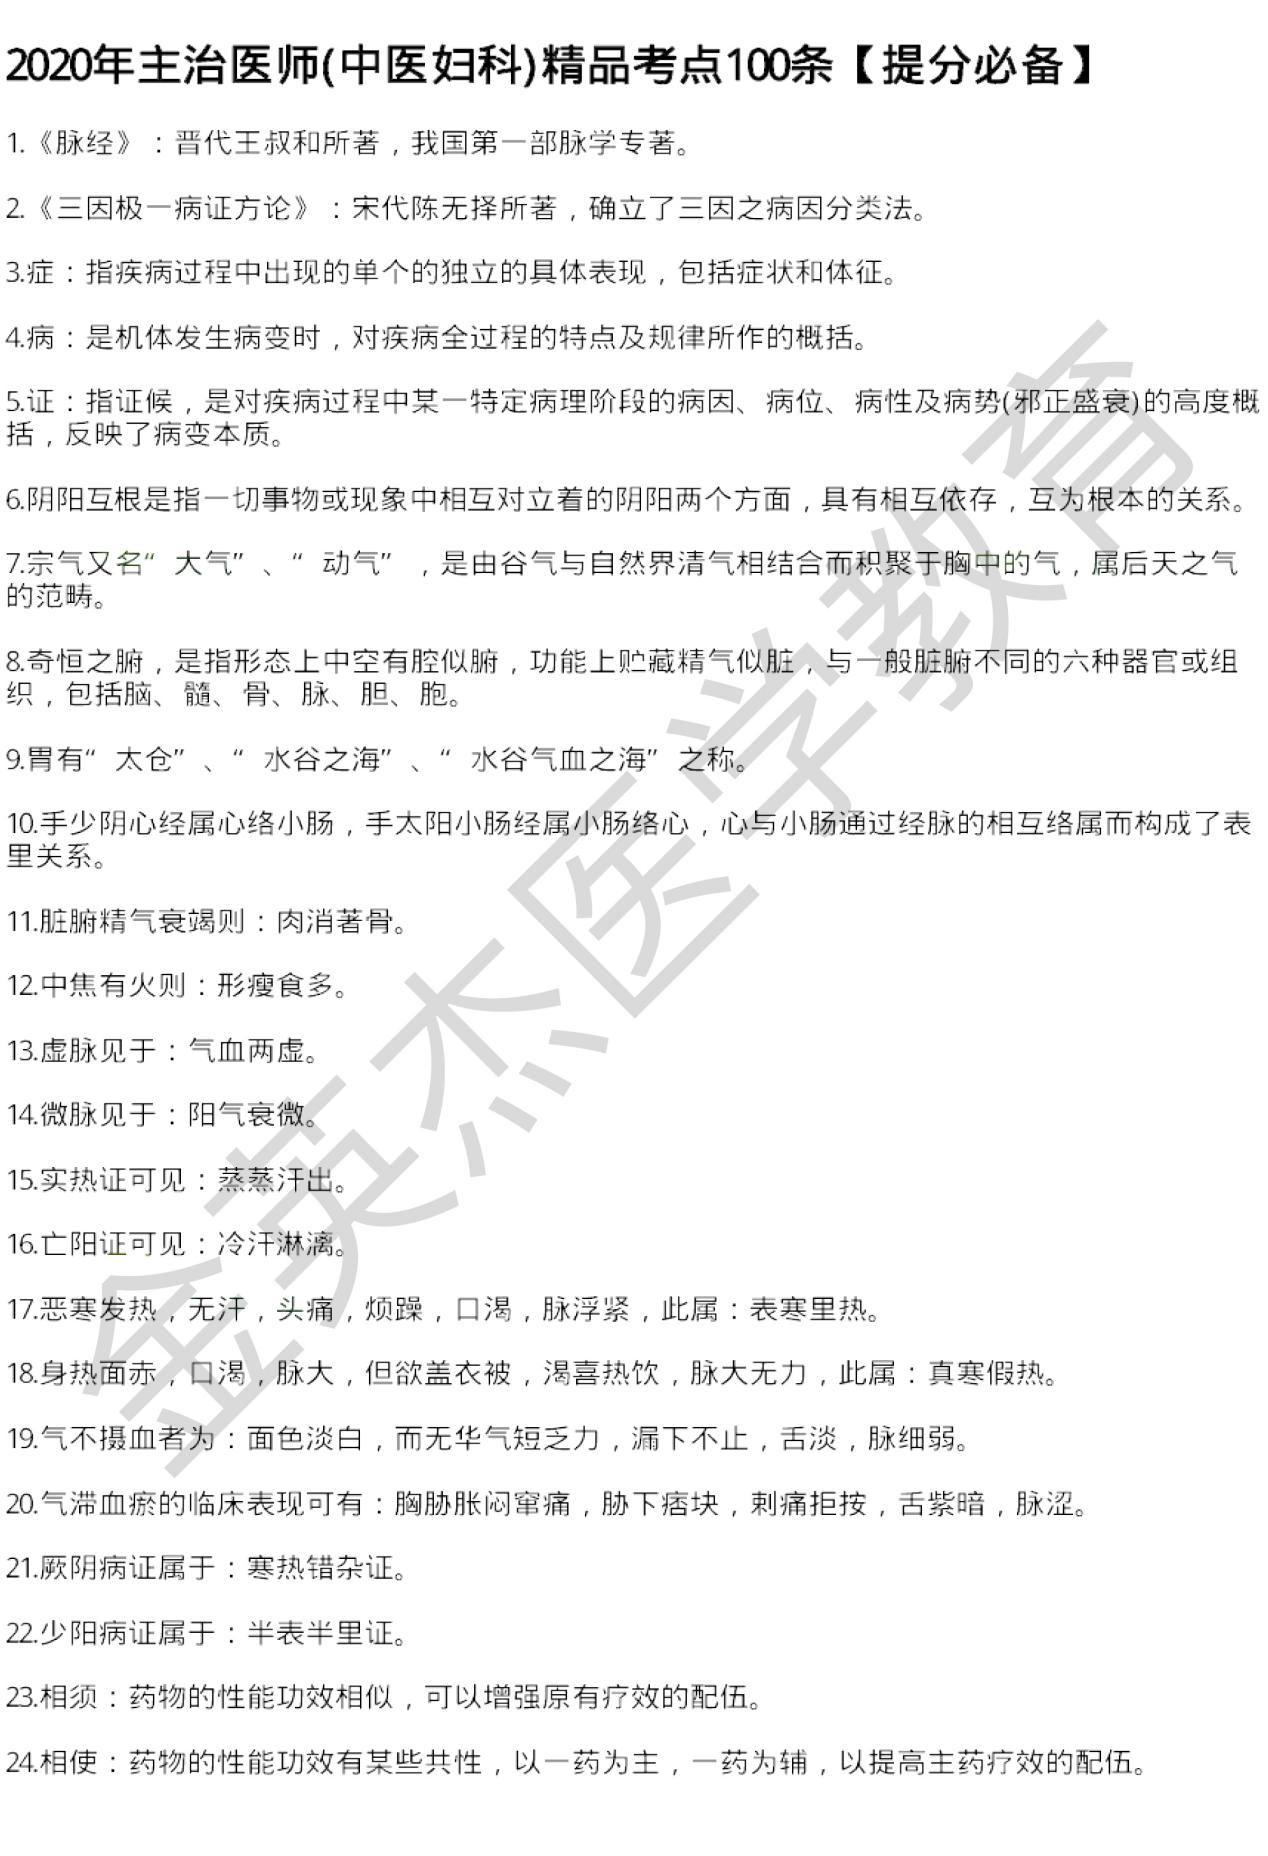 2020年主治医师(中医妇科)精品考点100条【提分必备】
1.《脉经》:晋代王叔和所著,我国第一部脉学专著。
2.《三因极一病证方论》:宋代陈无择所著,确立了三因之病因分类法。
3.症:指疾病过程中出现的单个的独立的具体表现,包括症状和体征。
4.病:是机体发生病变时,对疾病全过程的特点及规律所作的概括。
5.证:指证候,是对疾病过程中某一特定病理阶段的病因、病位、病性及病势(邪正盛衰)的高度概
括,反映了病变本质。
6.阴阳互根是指一切事物或现象中相互对立着的阴阳两个方面,具有相互依存,互为根本的关系。
7.宗气又名“大气”、“动气”,是由谷气与自然界清气相结合而积聚于胸中的气,属后天之气
的范畴。
8.奇恒之腑,是指形态上中空有腔似腑,功能上贮藏精气似脏,与一般脏腑不同的六种器官或组
织,包括脑、髓、骨、脉、胆、胞。
9.胃有“太仓”、“水谷之海”、“水谷气血之海”之称。
10.手少阴心经属心络小肠,手太阳小肠经属小肠络心,心与小肠通过经脉的相互络属而构成了表
里关系。
11.脏腑精气衰竭则:肉消著骨。
12.中焦有火则:形瘦食多。
13.虚脉见于:气血两虚。
14.微脉见于:阳气衰微。
15.实热证可见:蒸蒸汗出。
16.亡阳证可见:冷汗淋漓。
17.恶寒发热,无汗,头痛,烦躁,口渴,脉浮紧,此属:表寒里热。
18.身热面赤,口渴,脉大,但欲盖衣被,渴喜热饮,脉大无力,此属:真寒假热。
19.气不摄血者为:面色淡白,而无华气短乏力,漏下不止,舌淡,脉细弱。
20.气滞血瘀的临床表现可有:胸胁胀闷窜痛,胁下痞块,刺痛拒按,舌紫暗,脉涩。
21.厥阴病证属于:寒热错杂证。
22.少阳病证属于:半表半里证。
23.相须:药物的性能功效相似,可以增强原有疗效的配伍。
24.相使:药物的性能功效有某些共性,以一药为主,一药为辅,以提高主药疗效的配伍。
金英杰医学教育